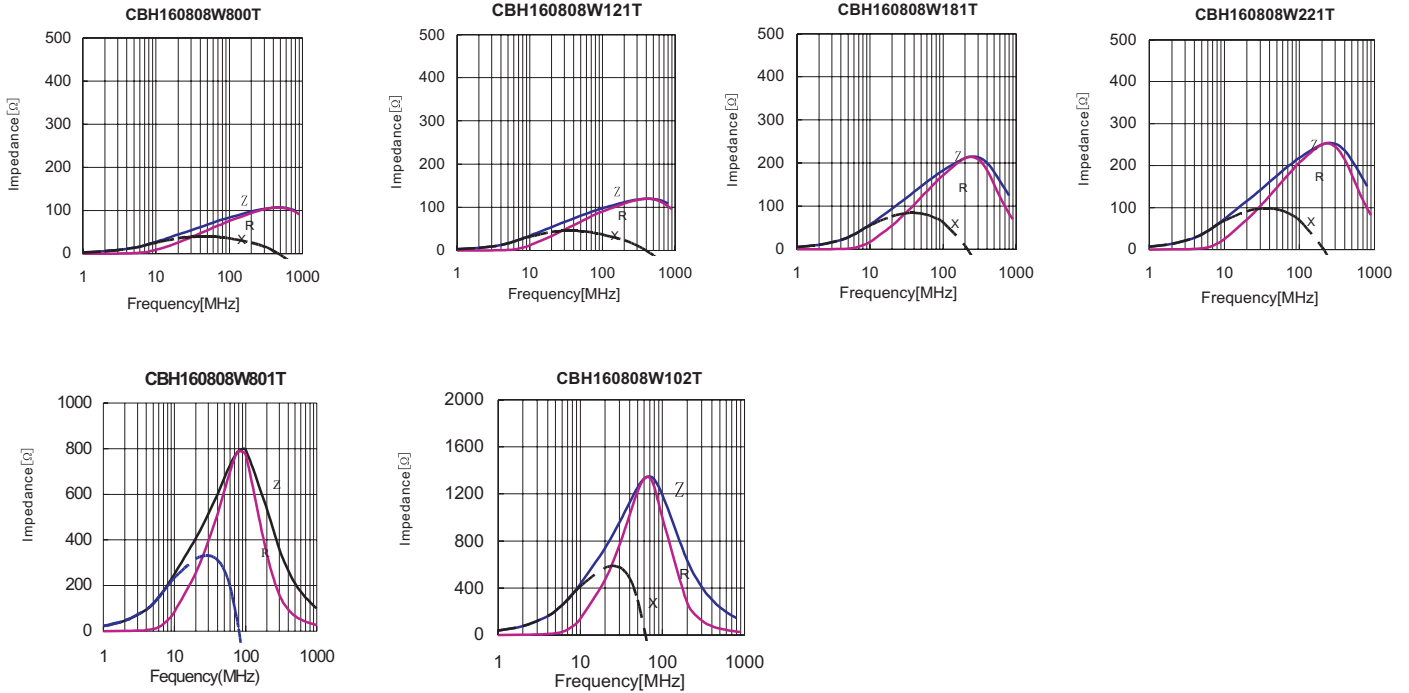 CBH160808W800T
500
400
300
200
100
0
Impedance[Ω]
Z
R
X
1 10 100 1000
Frequency[MHz]
CBH160808W121T
500
400
300
200
100
0
Impedance[Ω]
Z
R
X
1 10 100 1000
Frequency[MHz]
CBH160808W181T
500
400
300
200
100
0
Impedance[Ω]
Z
R
X
1 10 100 1000
Frequency[MHz]
CBH160808W221T
500
400
300
200
100
0
Impedance[Ω]
Z
R
X
1 10 100 1000
Frequency[MHz]
CBH160808W801T
1000
800
600
400
200
0
Impedance[Ω]
Z
R
1 10 100 1000
Fequency(MHz)
CBH160808W102T
2000
1600
1200
800
400
0
Impedance[Ω]
Z
R
X
1 10 100 1000
Frequency[MHz]